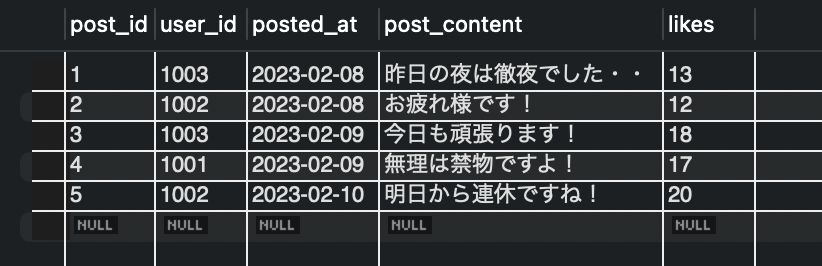 post_id user_id posted_at post_content likes
1 1003 2023-02-08 昨日の夜は徹夜でした・・ 13
2 1002 2023-02-08 お疲れ様です！ 12
3 1003 2023-02-09 今日も頑張ります！ 18
4 1001 2023-02-09 無理は禁物ですよ！ 17
5 1002 2023-02-10 明日から連休ですね！ 20
NULL NULL NULL NULL NULL